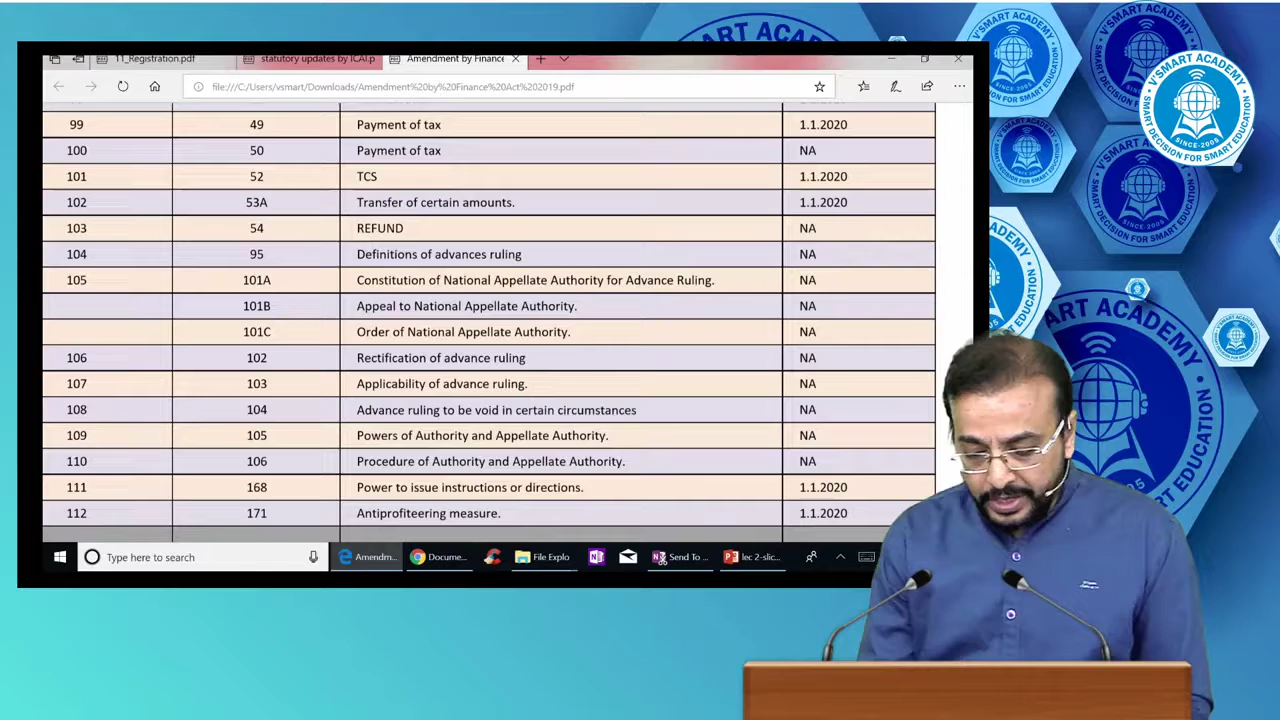 V'SMART ACADEMY
SMART DECISION FOR SMART EDUCATION
SINCE-2005
11_Registration.pdf
statutory updates by ICAI.p
Amendment by Finance
file:///C:/Users/vsmart/Downloads/Amendment%20by%20Finance%20Act%202019.pdf
99 49 Payment of tax 1.1.2020
100 50 Payment of tax NA
101 52 TCS 1.1.2020
102 53A Transfer of certain amounts. 1.1.2020
103 54 REFUND NA
104 95 Definitions of advances ruling NA
105 101A Constitution of National Appellate Authority for Advance Ruling. NA
101B Appeal to National Appellate Authority. NA
101C Order of National Appellate Authority. NA
106 102 Rectification of advance ruling NA
107 103 Applicability of advance ruling. NA
108 104 Advance ruling to be void in certain circumstances NA
109 105 Powers of Authority and Appellate Authority. NA
110 106 Procedure of Authority and Appellate Authority. NA
111 168 Power to issue instructions or directions. 1.1.2020
112 171 Antiprofiteering measure. 1.1.2020
Type here to search
Amendm...
Docume...
File Explo
Send To ...
lec 2-slic...